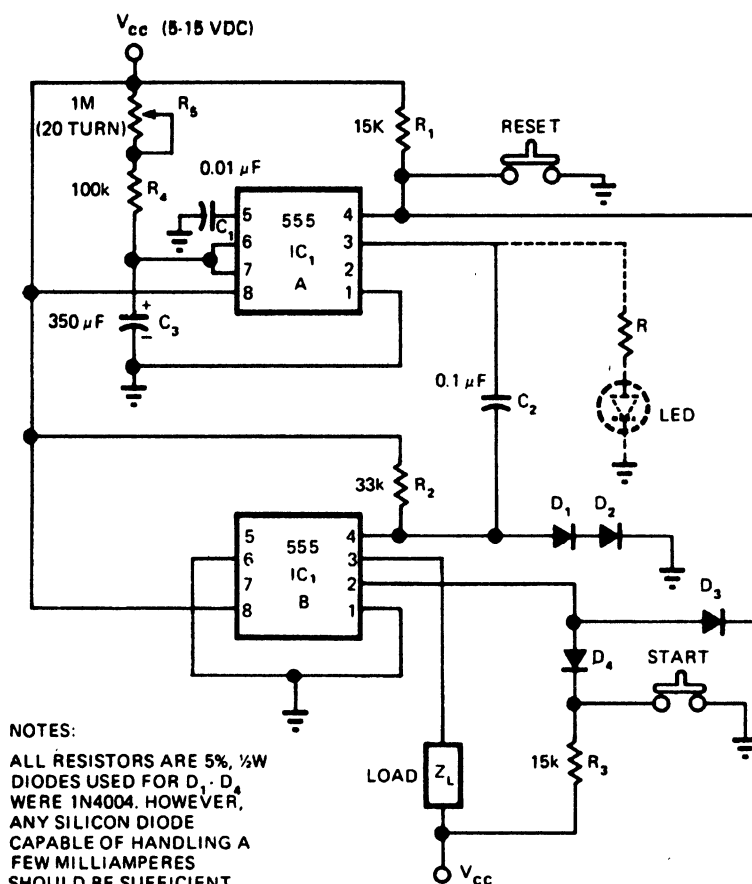 Vcc (5-15 VDC)
1M
(20 TURN)
R5
15K
R1
RESET
0.01 µF
100k
R4
C1
5
6
7
8
555
IC1
A
4
3
2
1
350 µF
+
−
C3
R
0.1 µF
C2
LED
33k
R2
D1
D2
5
6
7
8
555
IC1
B
4
3
2
1
D3
D4
START
15k
R3
LOAD
ZL
Vcc
NOTES:
ALL RESISTORS ARE 5%, ½W
DIODES USED FOR D1- D4
WERE 1N4004. HOWEVER,
ANY SILICON DIODE
CAPABLE OF HANDLING A
FEW MILLIAMPERES
SHOULD BE SUFFICIENT